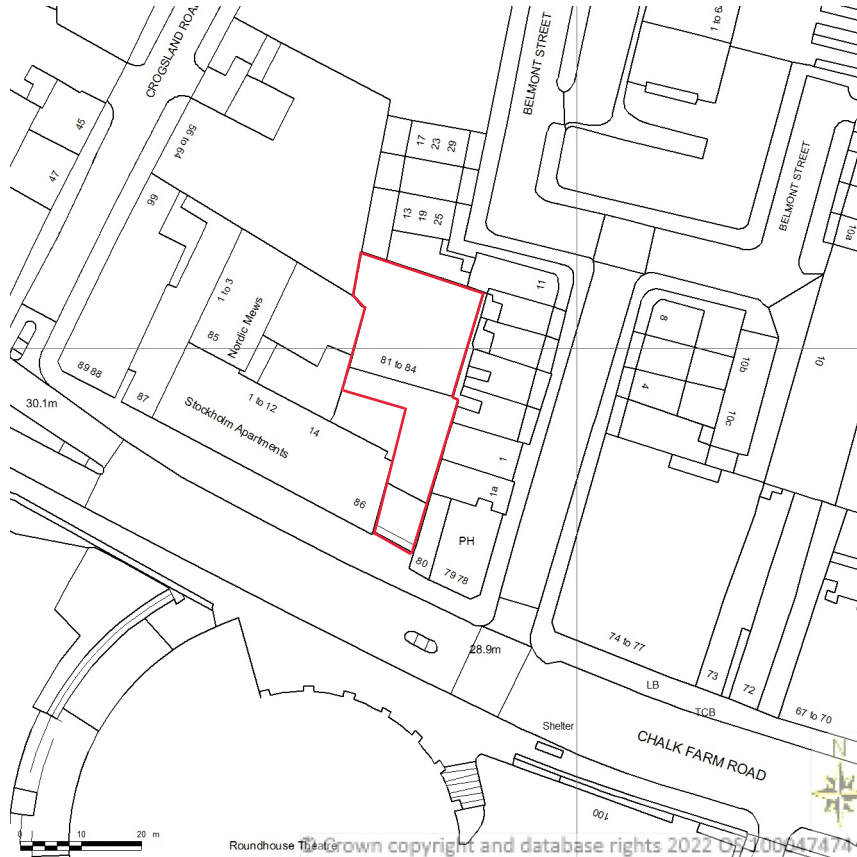 CROGSLAND ROAD
BELMONT STREET
1 to 9
45
47
56 to 64
17
23
29
13
19
25
BELMONT STREET
10a
66
1 to 3
85
Nordic Mews
11
8
4
10b
10c
10
81 to 84
89 88
87
30.1m
1 to 12
14
Stockholm Apartments
86
1
1a
PH
80
79 78
74 to 77
73
72
67 to 70
28.9m
LB
TCB
Shelter
CHALK FARM ROAD
100
N
0 10 20 m
Roundhouse Theatre
© Crown copyright and database rights 2022 OS 100047474